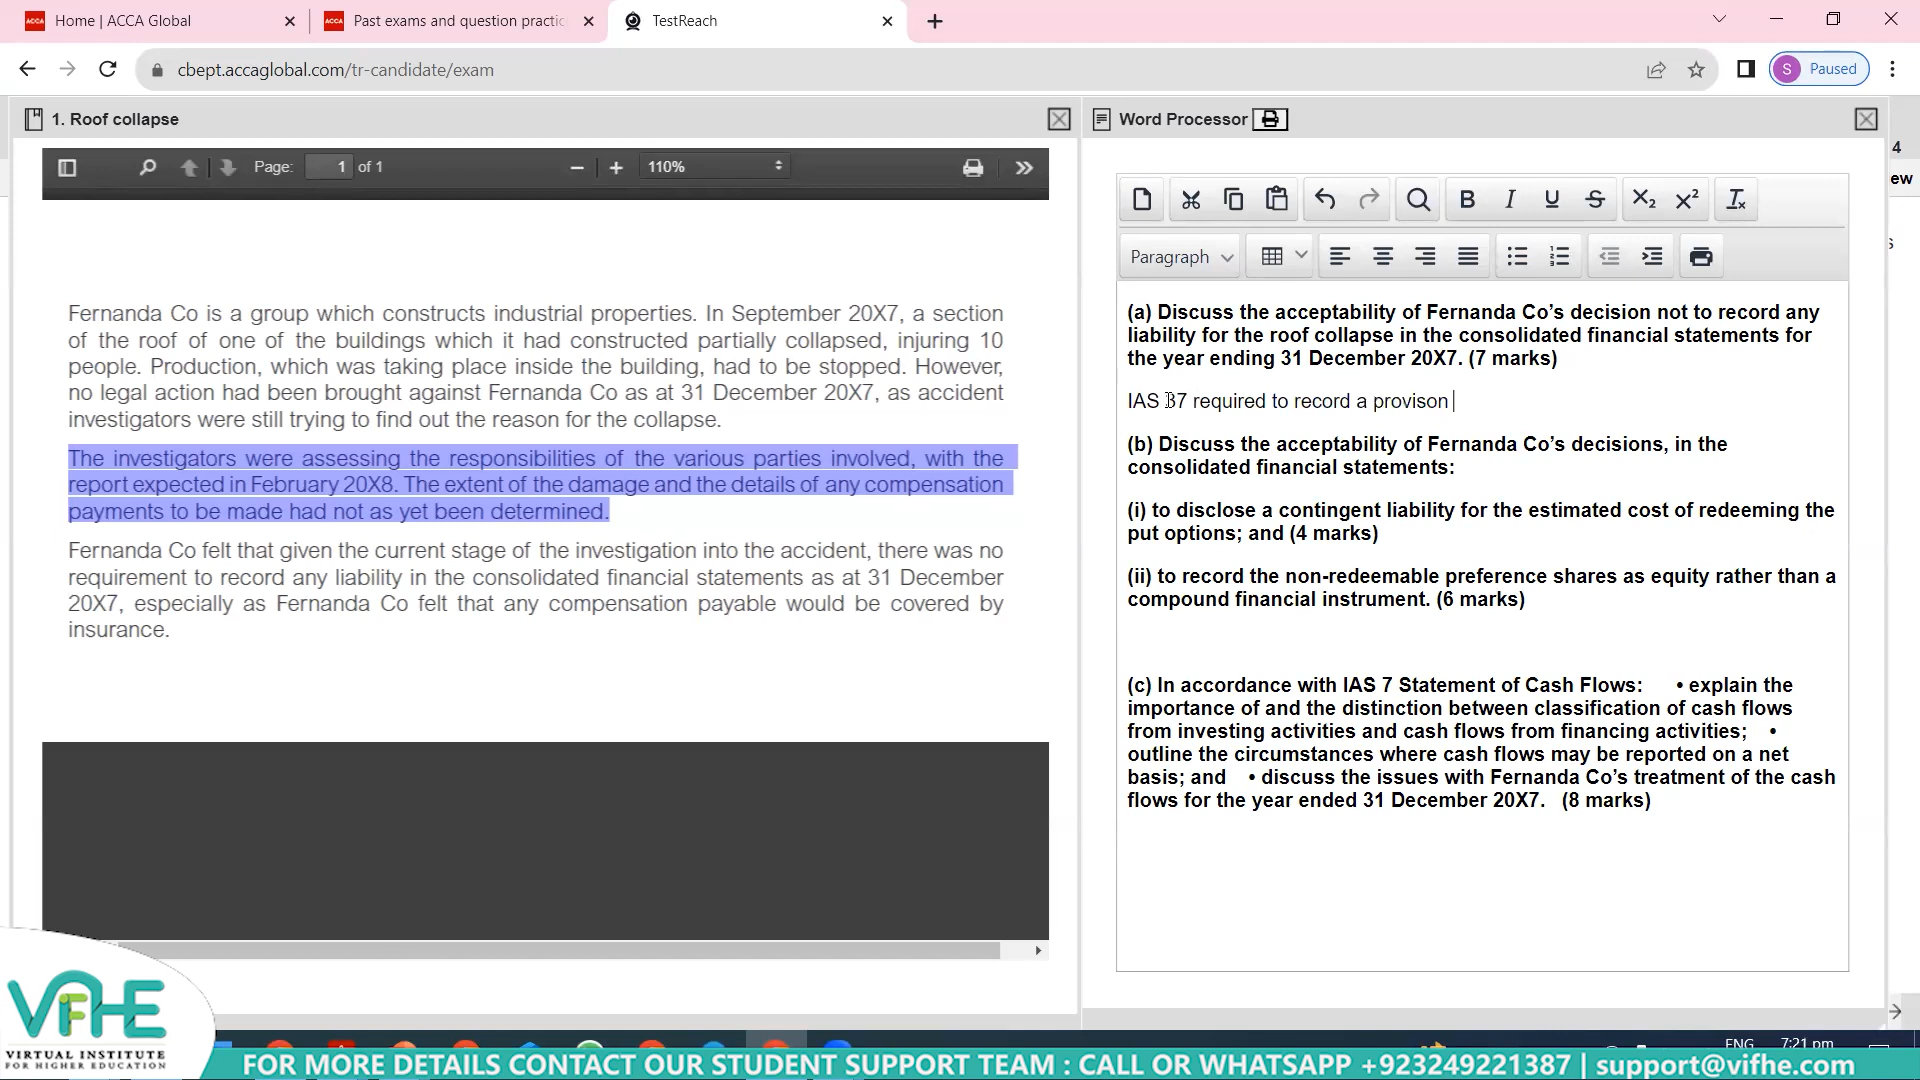 Home | ACCA Global
ACCA Past exams and question practic
TestReach
cbept.accaglobal.com/tr-candidate/exam
S Paused
1. Roof collapse
Word Processor
4
ew
s
Page: 1 of 1
110%
Paragraph
Fernanda Co is a group which constructs industrial properties. In September 20X7, a section
of the roof of one of the buildings which it had constructed partially collapsed, injuring 10
people. Production, which was taking place inside the building, had to be stopped. However,
no legal action had been brought against Fernanda Co as at 31 December 20X7, as accident
investigators were still trying to find out the reason for the collapse.
The investigators were assessing the responsibilities of the various parties involved, with the
report expected in February 20X8. The extent of the damage and the details of any compensation
payments to be made had not as yet been determined.
Fernanda Co felt that given the current stage of the investigation into the accident, there was no
requirement to record any liability in the consolidated financial statements as at 31 December
20X7, especially as Fernanda Co felt that any compensation payable would be covered by
insurance.
(a) Discuss the acceptability of Fernanda Co’s decision not to record any
liability for the roof collapse in the consolidated financial statements for
the year ending 31 December 20X7. (7 marks)
IAS 37 required to record a provison
(b) Discuss the acceptability of Fernanda Co’s decisions, in the
consolidated financial statements:
(i) to disclose a contingent liability for the estimated cost of redeeming the
put options; and (4 marks)
(ii) to record the non-redeemable preference shares as equity rather than a
compound financial instrument. (6 marks)
(c) In accordance with IAS 7 Statement of Cash Flows: • explain the
importance of and the distinction between classification of cash flows
from investing activities and cash flows from financing activities; •
outline the circumstances where cash flows may be reported on a net
basis; and • discuss the issues with Fernanda Co’s treatment of the cash
flows for the year ended 31 December 20X7. (8 marks)
ENG 7:21 pm
VIFHE
VIRTUAL INSTITUTE
FOR HIGHER EDUCATION
FOR MORE DETAILS CONTACT OUR STUDENT SUPPORT TEAM : CALL OR WHATSAPP +923249221387 | support@vifhe.com